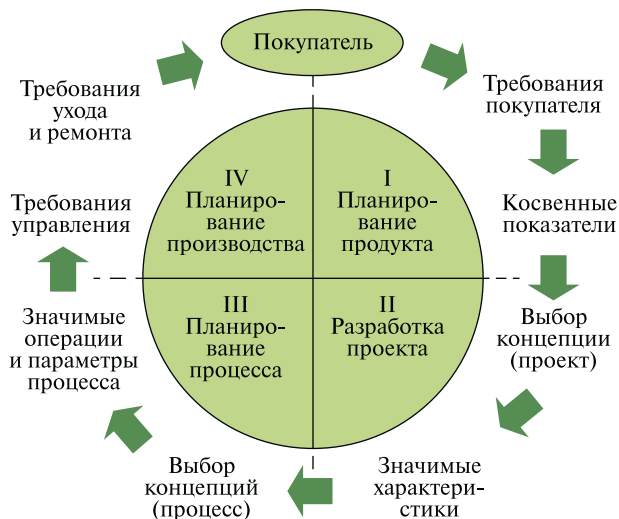 Покупатель
Требования
покупателя
Косвенные
показатели
Выбор
концепции
(проект)
Значимые
характери-
стики
Выбор
концепций
(процесс)
Значимые
операции
и параметры
процесса
Требования
управления
Требования
ухода
и ремонта
I
Планиро-
вание
продукта
II
Разработка
проекта
III
Планиро-
вание
процесса
IV
Планиро-
вание
производства